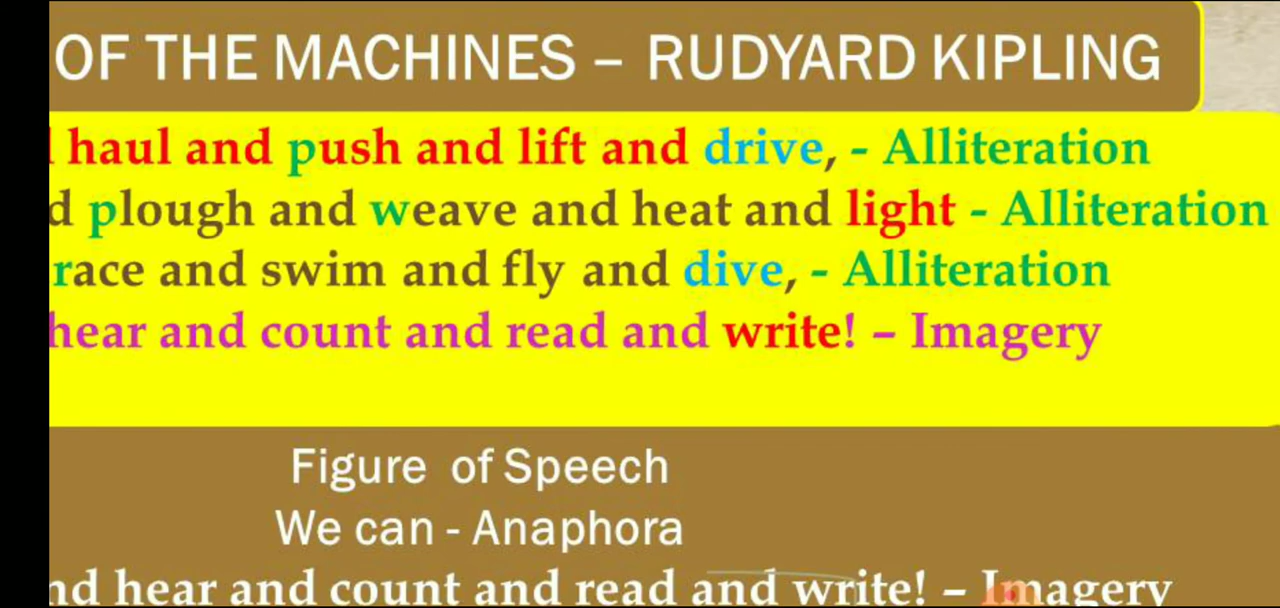 OF THE MACHINES – RUDYARD KIPLING
haul and push and lift and drive, - Alliteration
plough and weave and heat and light - Alliteration
race and swim and fly and dive, - Alliteration
hear and count and read and write! – Imagery
Figure of Speech
We can - Anaphora
hear and count and read and write! – Imagery